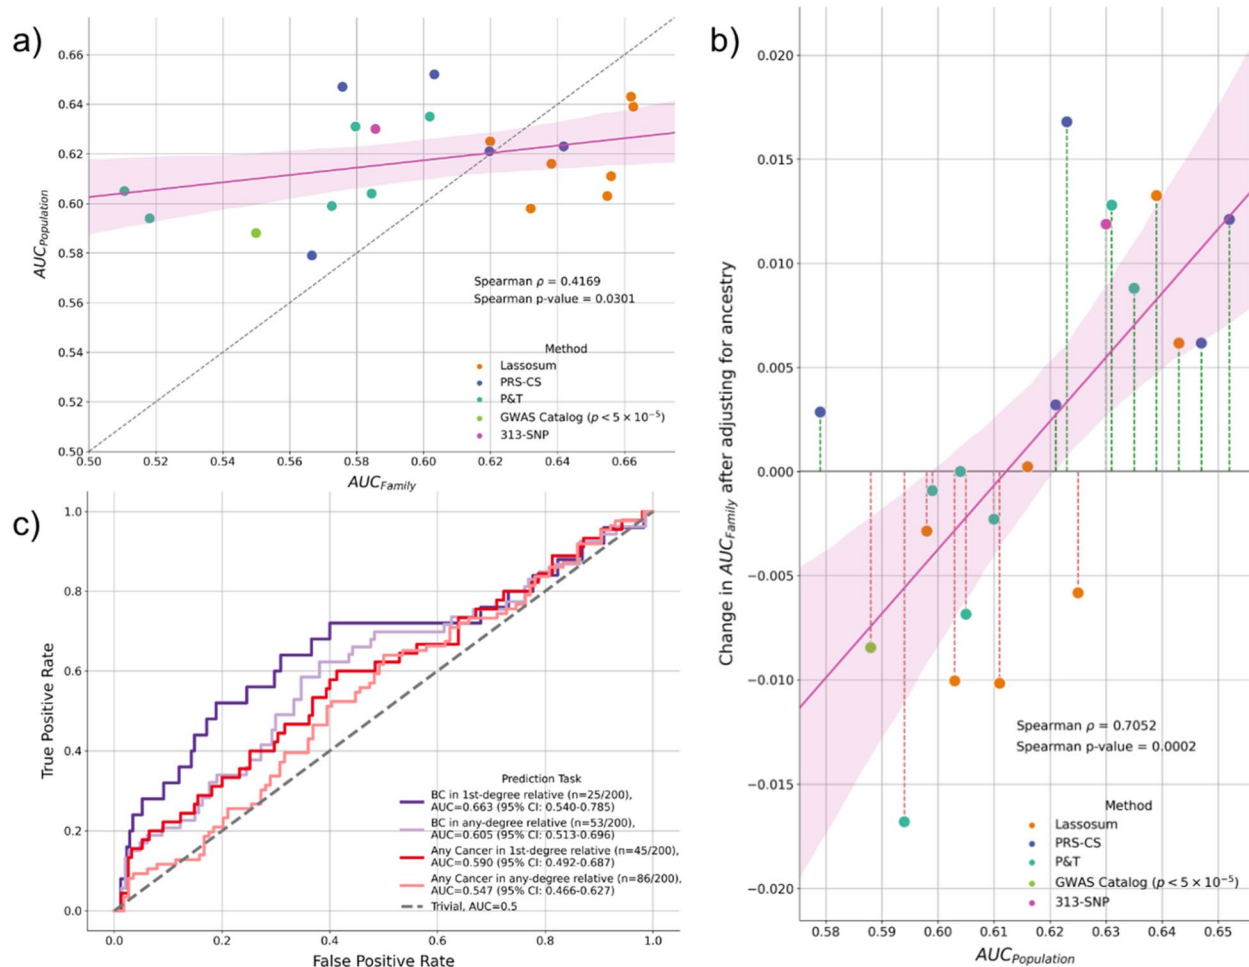 a)
0.66
0.64
0.62
0.60
0.58
0.56
0.54
0.52
0.50
AUC_Population
0.50 0.52 0.54 0.56 0.58 0.60 0.62 0.64 0.66
AUC_Family
Spearman ρ = 0.4169
Spearman p-value = 0.0301
Method
Lassosum
PRS-CS
P&T
GWAS Catalog (p < 5 × 10⁻⁵)
313-SNP
b)
0.020
0.015
0.010
0.005
0.000
−0.005
−0.010
−0.015
−0.020
Change in AUC_Family after adjusting for ancestry
Spearman ρ = 0.7052
Spearman p-value = 0.0002
Method
Lassosum
PRS-CS
P&T
GWAS Catalog (p < 5 × 10⁻⁵)
313-SNP
0.58 0.59 0.60 0.61 0.62 0.63 0.64 0.65
AUC_Population
c)
1.0
0.8
0.6
0.4
0.2
0.0
True Positive Rate
Prediction Task
BC in 1st-degree relative (n=25/200),
AUC=0.663 (95% CI: 0.540-0.785)
BC in any-degree relative (n=53/200),
AUC=0.605 (95% CI: 0.513-0.696)
Any Cancer in 1st-degree relative (n=45/200),
AUC=0.590 (95% CI: 0.492-0.687)
Any Cancer in any-degree relative (n=86/200),
AUC=0.547 (95% CI: 0.466-0.627)
Trivial, AUC=0.5
0.0 0.2 0.4 0.6 0.8 1.0
False Positive Rate